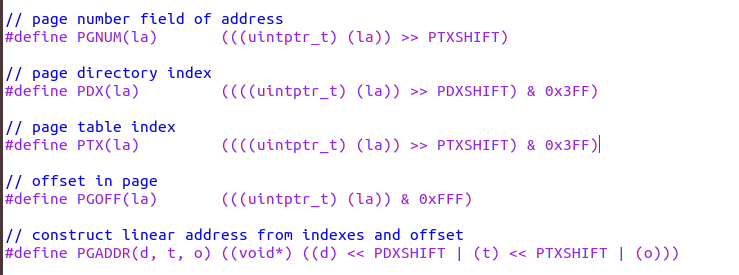 // page number field of address
#define PGNUM(la)       (((uintptr_t) (la)) >> PTXSHIFT)
// page directory index
#define PDX(la)         ((((uintptr_t) (la)) >> PDXSHIFT) & 0x3FF)
// page table index
#define PTX(la)         ((((uintptr_t) (la)) >> PTXSHIFT) & 0x3FF)
// offset in page
#define PGOFF(la)       (((uintptr_t) (la)) & 0xFFF)
// construct linear address from indexes and offset
#define PGADDR(d, t, o) ((void*) ((d) << PDXSHIFT | (t) << PTXSHIFT | (o)))